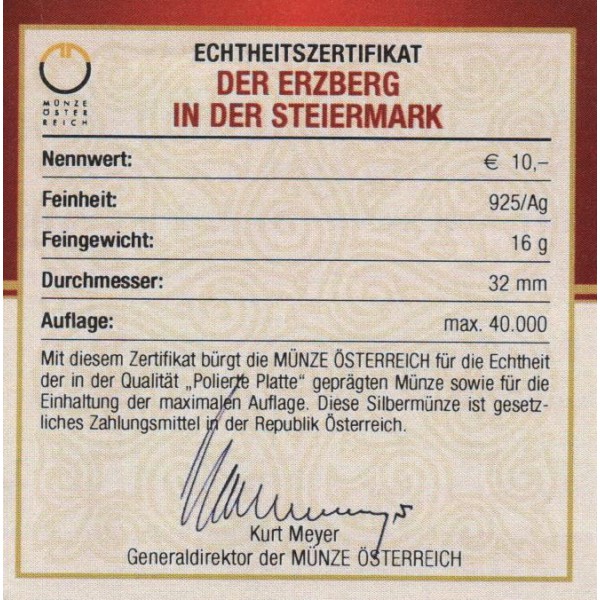 MÜNZE
ÖSTER
REICH
ECHTHEITSZERTIFIKAT
DER ERZBERG
IN DER STEIERMARK
Nennwert: € 10,–
Feinheit: 925/Ag
Feingewicht: 16 g
Durchmesser: 32 mm
Auflage: max. 40.000
Mit diesem Zertifikat bürgt die MÜNZE ÖSTERREICH für die Echtheit
der in der Qualität „Polierte Platte“ geprägten Münze sowie für die
Einhaltung der maximalen Auflage. Diese Silbermünze ist gesetz-
liches Zahlungsmittel in der Republik Österreich.
Kurt Meyer
Generaldirektor der MÜNZE ÖSTERREICH